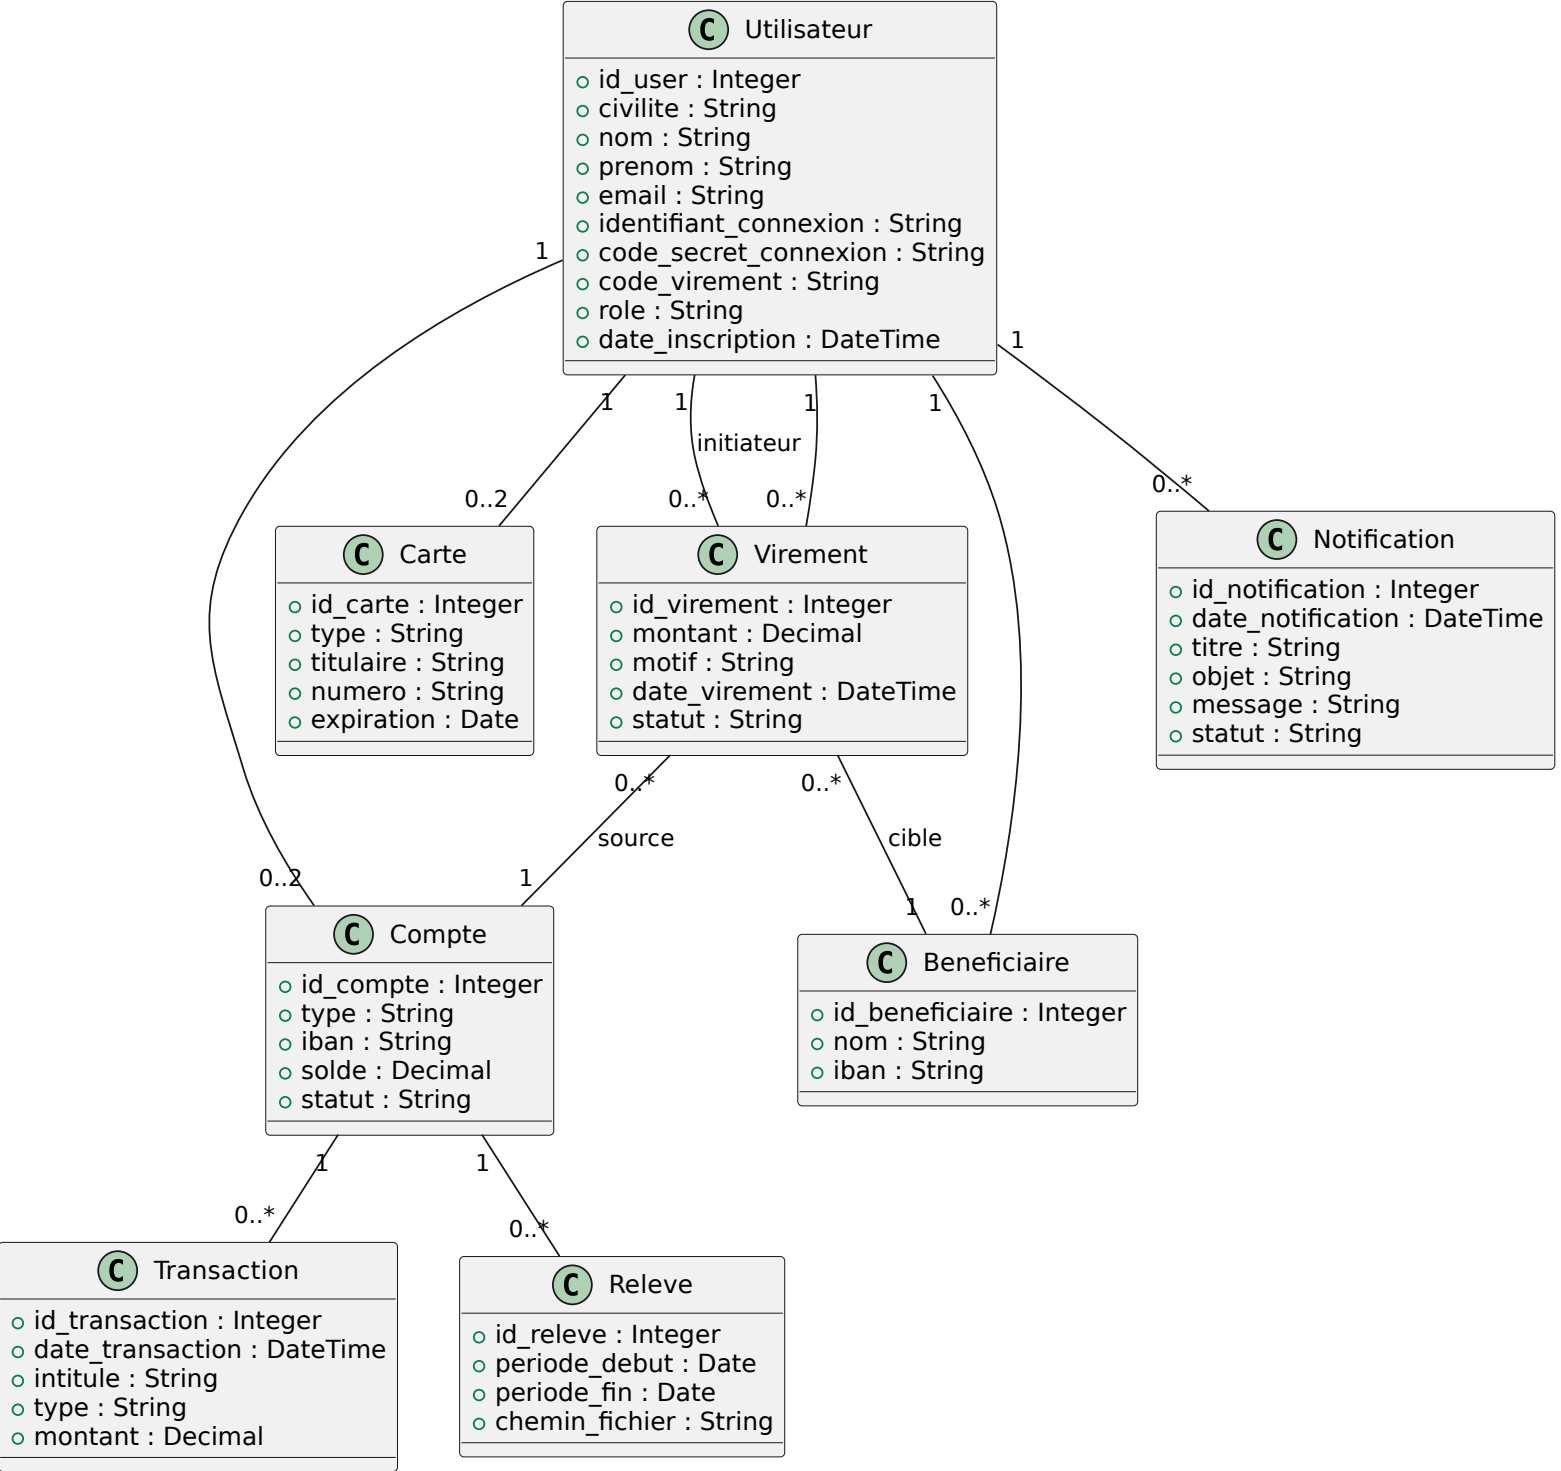 C Utilisateur
id_user : Integer
civilite : String
nom : String
prenom : String
email : String
identifiant_connexion : String
code_secret_connexion : String
code_virement : String
role : String
date_inscription : DateTime
1
1
1
1
1
1
initiateur
0..2
0..*
0..*
0..*
C Carte
id_carte : Integer
type : String
titulaire : String
numero : String
expiration : Date
C Virement
id_virement : Integer
montant : Decimal
motif : String
date_virement : DateTime
statut : String
C Notification
id_notification : Integer
date_notification : DateTime
titre : String
objet : String
message : String
statut : String
0..*
0..*
source
cible
0..2
1
1
0..*
C Compte
id_compte : Integer
type : String
iban : String
solde : Decimal
statut : String
C Beneficiaire
id_beneficiaire : Integer
nom : String
iban : String
1
1
0..*
0..*
C Transaction
id_transaction : Integer
date_transaction : DateTime
intitule : String
type : String
montant : Decimal
C Releve
id_releve : Integer
periode_debut : Date
periode_fin : Date
chemin_fichier : String